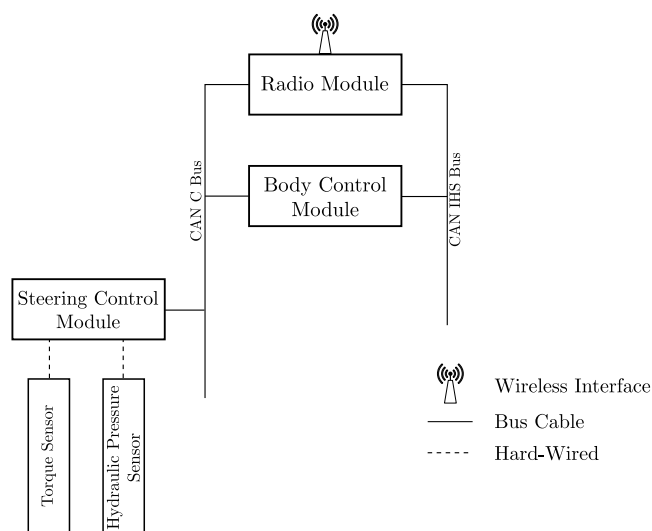 Radio Module
CAN C Bus
CAN IHS Bus
Body Control
Module
Steering Control
Module
Torque Sensor
Hydraulic Pressure
Sensor
Wireless Interface
Bus Cable
Hard-Wired